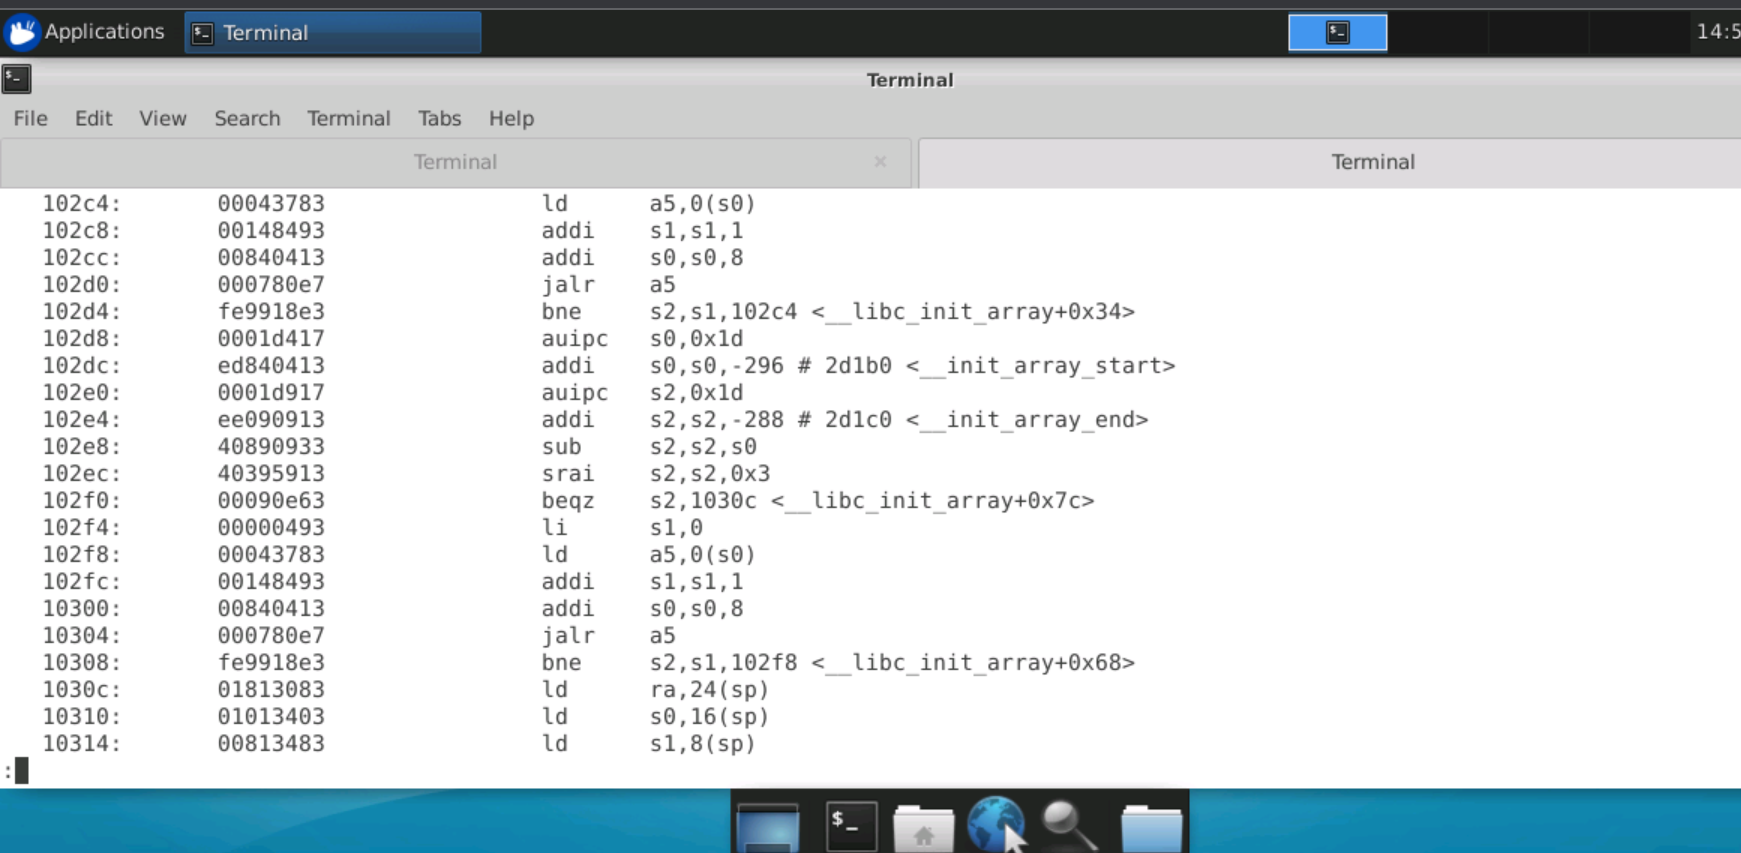 Applications Terminal 14:5
Terminal
File Edit View Search Terminal Tabs Help
Terminal × Terminal
102c4: 00043783 ld a5,0(s0)
102c8: 00148493 addi s1,s1,1
102cc: 00840413 addi s0,s0,8
102d0: 000780e7 jalr a5
102d4: fe9918e3 bne s2,s1,102c4 <__libc_init_array+0x34>
102d8: 0001d417 auipc s0,0x1d
102dc: ed840413 addi s0,s0,-296 # 2d1b0 <__init_array_start>
102e0: 0001d917 auipc s2,0x1d
102e4: ee090913 addi s2,s2,-288 # 2d1c0 <__init_array_end>
102e8: 40890933 sub s2,s2,s0
102ec: 40395913 srai s2,s2,0x3
102f0: 00090e63 beqz s2,1030c <__libc_init_array+0x7c>
102f4: 00000493 li s1,0
102f8: 00043783 ld a5,0(s0)
102fc: 00148493 addi s1,s1,1
10300: 00840413 addi s0,s0,8
10304: 000780e7 jalr a5
10308: fe9918e3 bne s2,s1,102f8 <__libc_init_array+0x68>
1030c: 01813083 ld ra,24(sp)
10310: 01013403 ld s0,16(sp)
10314: 00813483 ld s1,8(sp)
:
$_